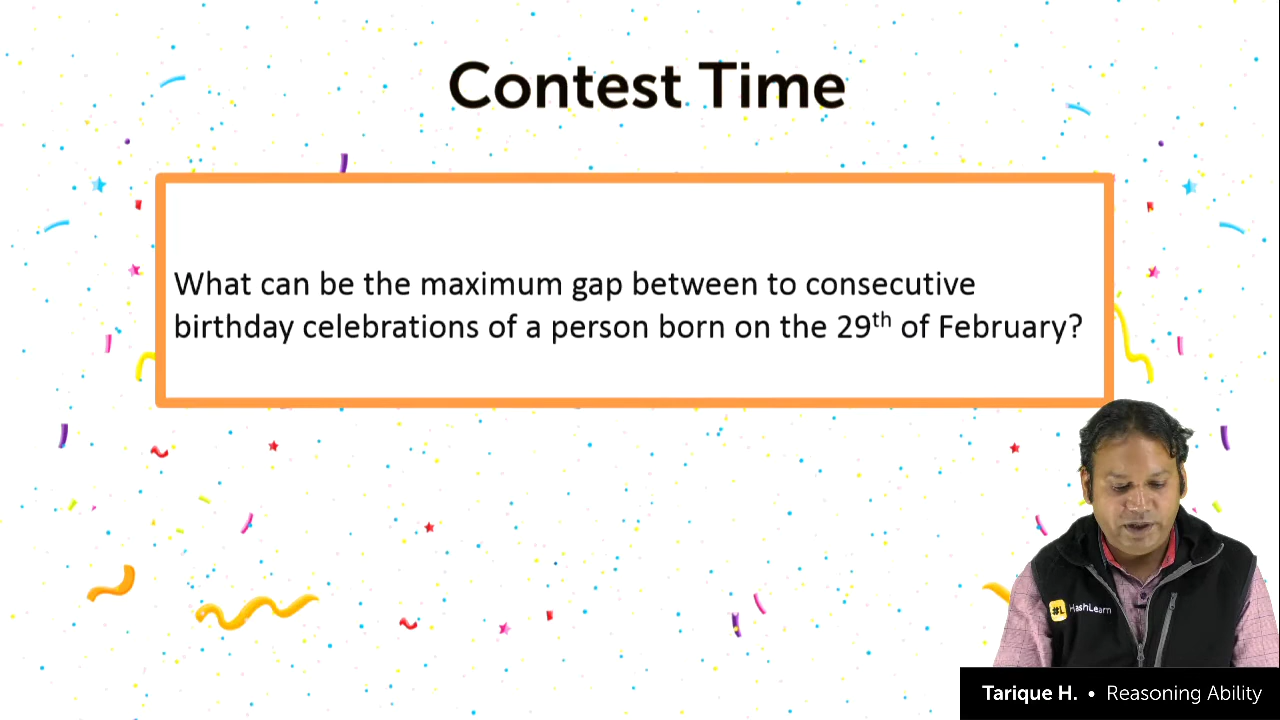 Contest Time
What can be the maximum gap between to consecutive
birthday celebrations of a person born on the 29th of February?
#L HashLearn
Tarique H. • Reasoning Ability